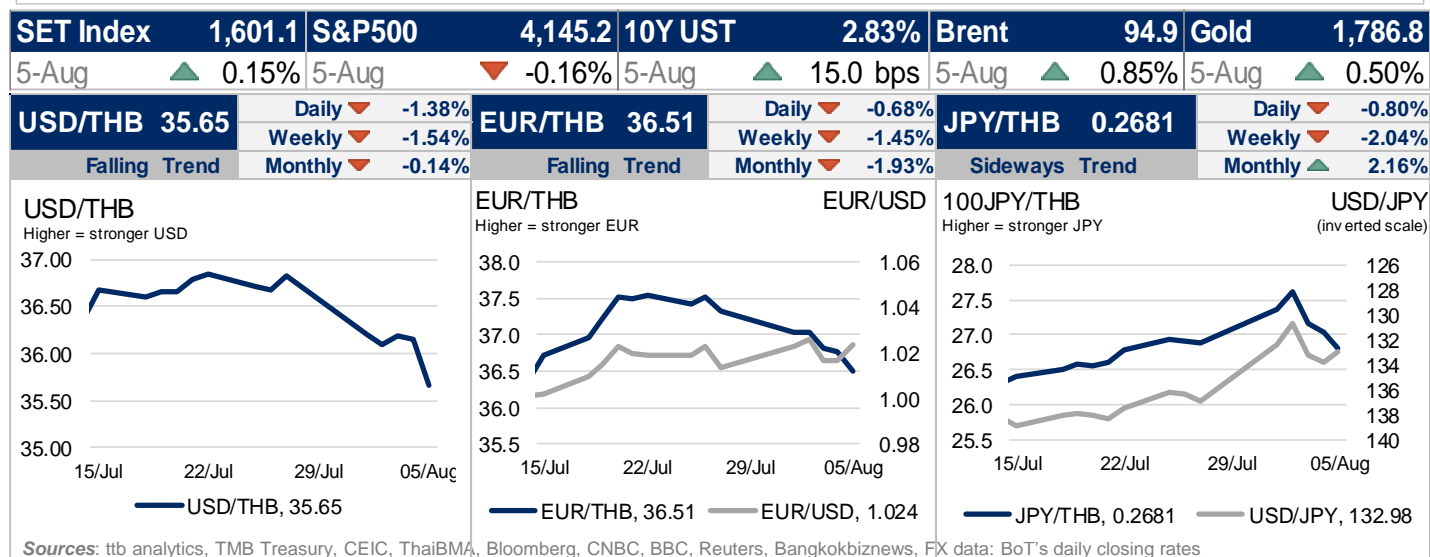 SET Index 1,601.1 S&P500 4,145.2 10Y UST 2.83% Brent 94.9 Gold 1,786.8
5-Aug 0.15% 5-Aug -0.16% 5-Aug 15.0 bps 5-Aug 0.85% 5-Aug 0.50%
USD/THB 35.65
Daily -1.38%
Weekly -1.54%
Falling Trend Monthly -0.14%
EUR/THB 36.51
Daily -0.68%
Weekly -1.45%
Falling Trend Monthly -1.93%
JPY/THB 0.2681
Daily -0.80%
Weekly -2.04%
Sideways Trend Monthly 2.16%
USD/THB
Higher = stronger USD
37.00
36.50
36.00
35.50
35.00
15/Jul 22/Jul 29/Jul 05/Aug
USD/THB, 35.65
EUR/THB EUR/USD
Higher = stronger EUR
38.0 1.06
37.5 1.04
37.0 1.02
36.5
36.0 1.00
35.5 0.98
15/Jul 22/Jul 29/Jul 05/Aug
EUR/THB, 36.51 EUR/USD, 1.024
100JPY/THB USD/JPY
Higher = stronger JPY (inverted scale)
28.0 126
128
27.5 130
27.0 132
134
26.5 136
26.0 138
25.5 140
15/Jul 22/Jul 29/Jul 05/Aug
JPY/THB, 0.2681 USD/JPY, 132.98
Sources: ttb analytics, TMB Treasury, CEIC, ThaiBMA, Bloomberg, CNBC, BBC, Reuters, Bangkokbiznews, FX data: BoT's daily closing rates